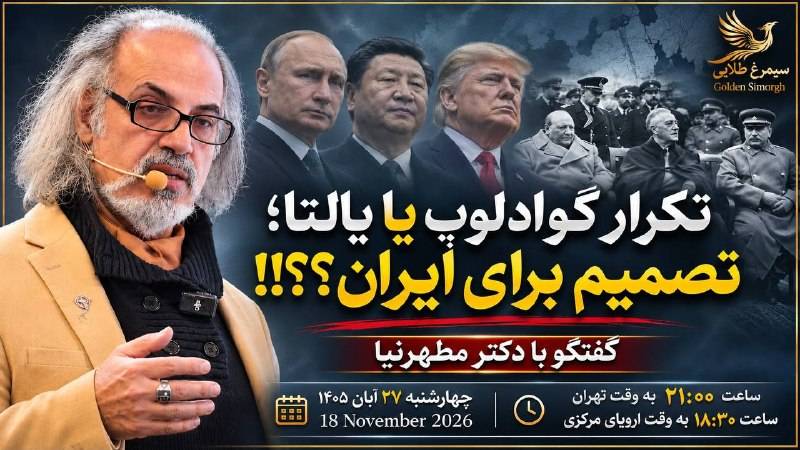 سیمرغ طلایی
Golden Simorgh
تکرار گوادلوپ یا یالتا؛
تصمیم برای ایران؟؟!!
گفتگو با دکتر مطهرنیا
ساعت ۲۱:۰۰ به وقت تهران
ساعت ۱۸:۳۰ به وقت اروپای مرکزی
چهارشنبه ۲۷ آبان ۱۴۰۵
18 November 2026